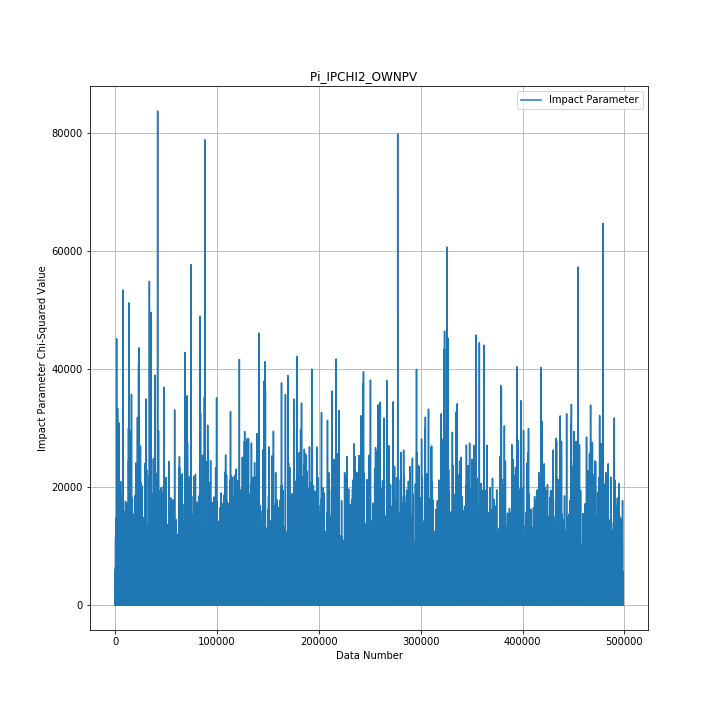 Pi_IPCHI2_OWNPV
Impact Parameter
80000
60000
40000
20000
0
Impact Parameter Chi-Squared Value
0 100000 200000 300000 400000 500000
Data Number